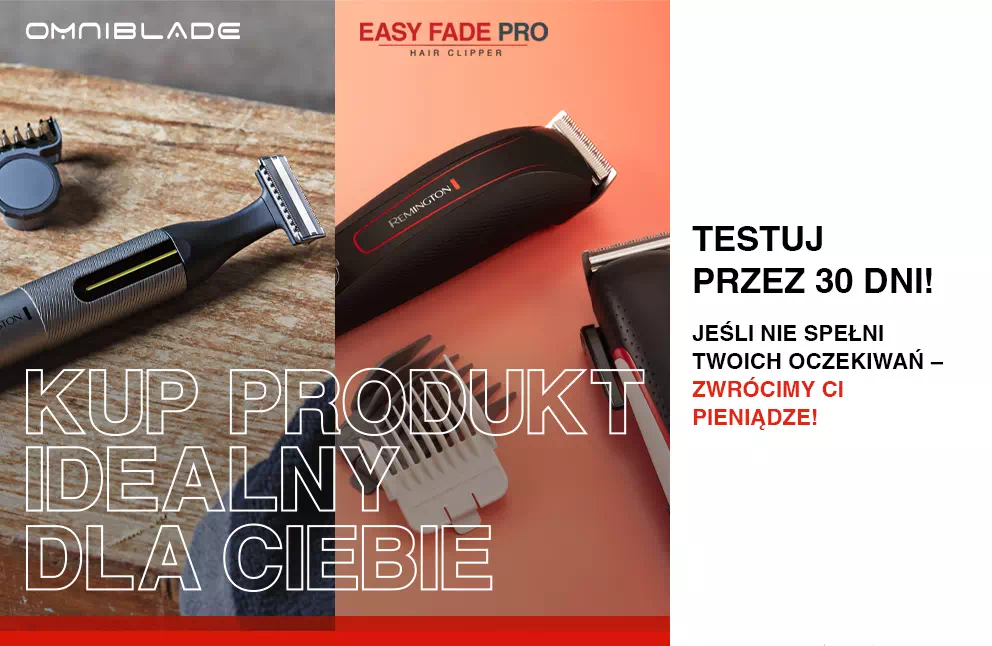 OMNIBLADE
EASY FADE PRO
HAIR CLIPPER
REMINGTON
TON
KUP PRODUKT
IDEALNY
DLA CIEBIE
TESTUJ
PRZEZ 30 DNI!
JEŚLI NIE SPEŁNI
TWOICH OCZEKIWAŃ –
ZWRÓCIMY CI
PIENIĄDZE!